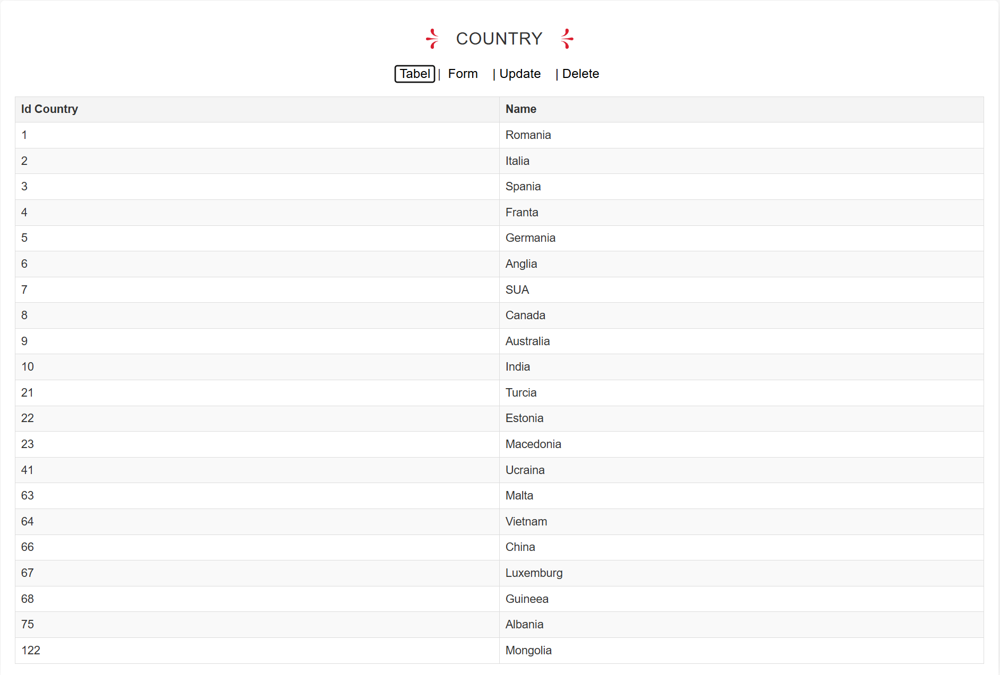 COUNTRY
Tabel | Form | Update | Delete
Id Country Name
1 Romania
2 Italia
3 Spania
4 Franta
5 Germania
6 Anglia
7 SUA
8 Canada
9 Australia
10 India
21 Turcia
22 Estonia
23 Macedonia
41 Ucraina
63 Malta
64 Vietnam
66 China
67 Luxemburg
68 Guineea
75 Albania
122 Mongolia